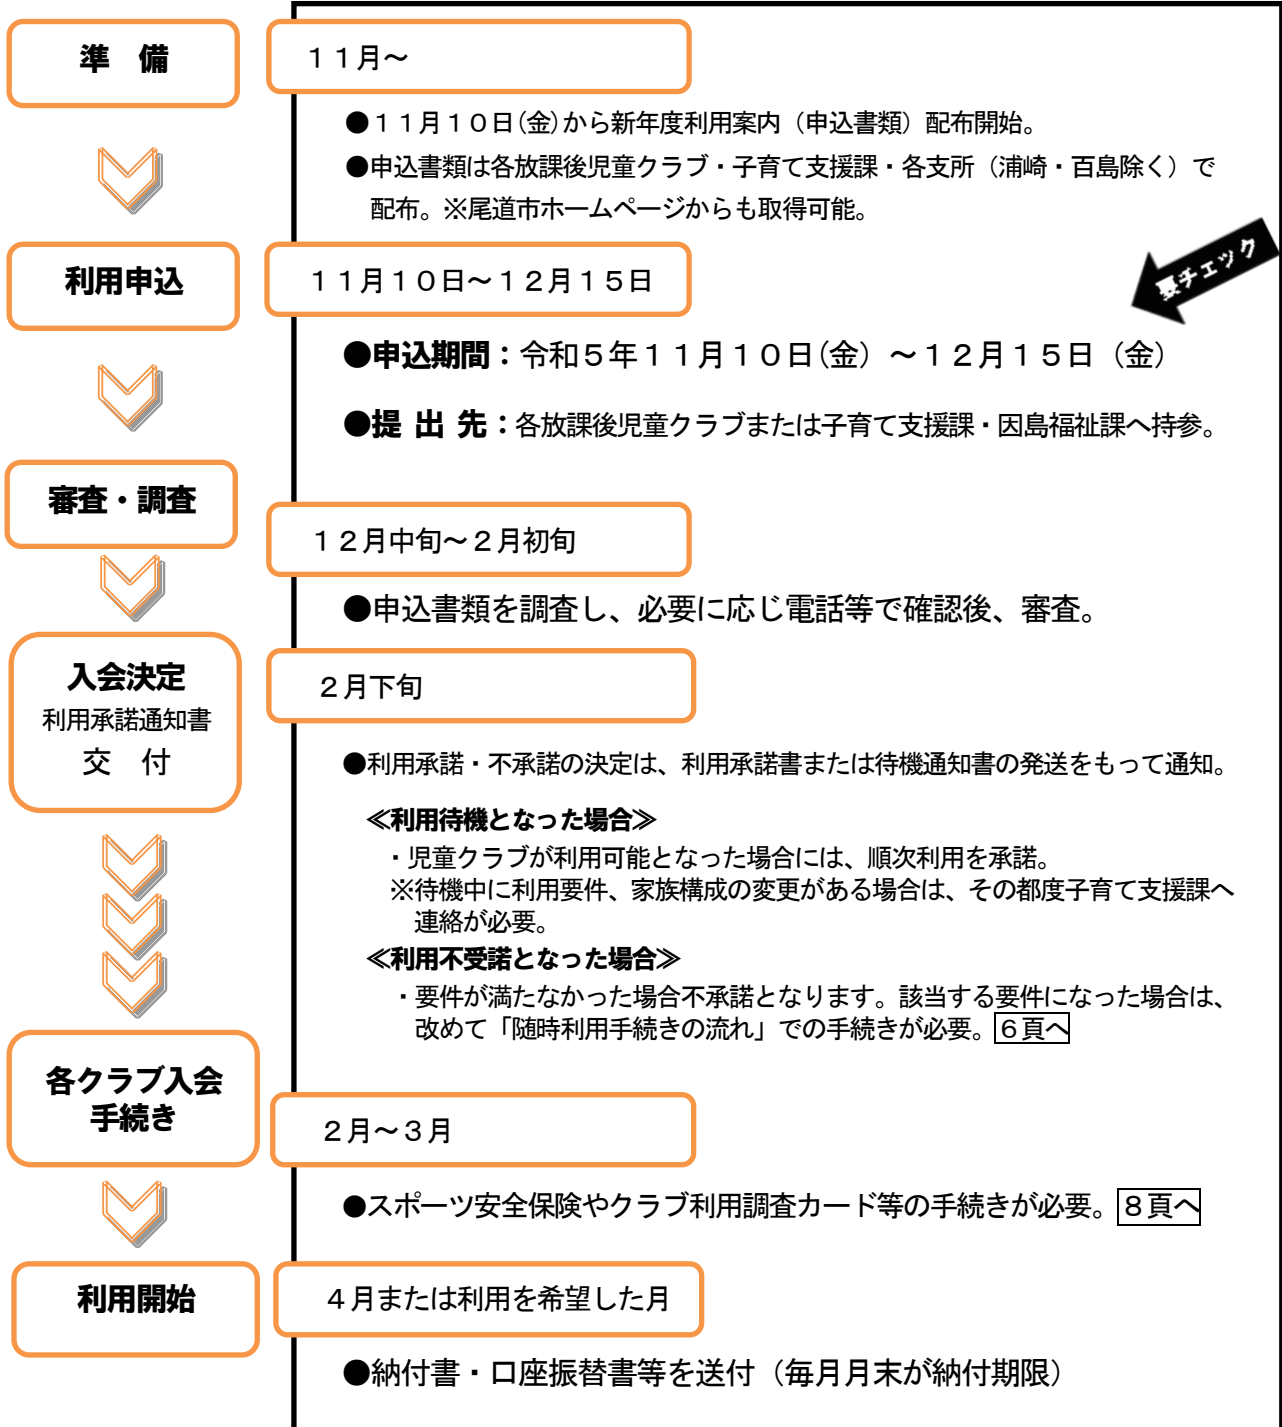 準　備
１１月～
●１１月１０日(金)から新年度利用案内（申込書類）配布開始。
●申込書類は各放課後児童クラブ・子育て支援課・各支所（浦崎・百島除く）で
配布。※尾道市ホームページからも取得可能。
要チェック
利用申込
１１月１０日～１２月１５日
●申込期間：令和５年１１月１０日(金）～１２月１５日（金）
●提 出 先：各放課後児童クラブまたは子育て支援課・因島福祉課へ持参。
審査・調査
１２月中旬～２月初旬
●申込書類を調査し、必要に応じ電話等で確認後、審査。
入会決定
利用承諾通知書
交　付
２月下旬
●利用承諾・不承諾の決定は、利用承諾書または待機通知書の発送をもって通知。
≪利用待機となった場合≫
・児童クラブが利用可能となった場合には、順次利用を承諾。
※待機中に利用要件、家族構成の変更がある場合は、その都度子育て支援課へ
連絡が必要。
≪利用不受諾となった場合≫
・要件が満たなかった場合不承諾となります。該当する要件になった場合は、
改めて「随時利用手続きの流れ」での手続きが必要。６頁へ
各クラブ入会
手続き
２月～３月
●スポーツ安全保険やクラブ利用調査カード等の手続きが必要。８頁へ
利用開始
４月または利用を希望した月
●納付書・口座振替書等を送付（毎月月末が納付期限）